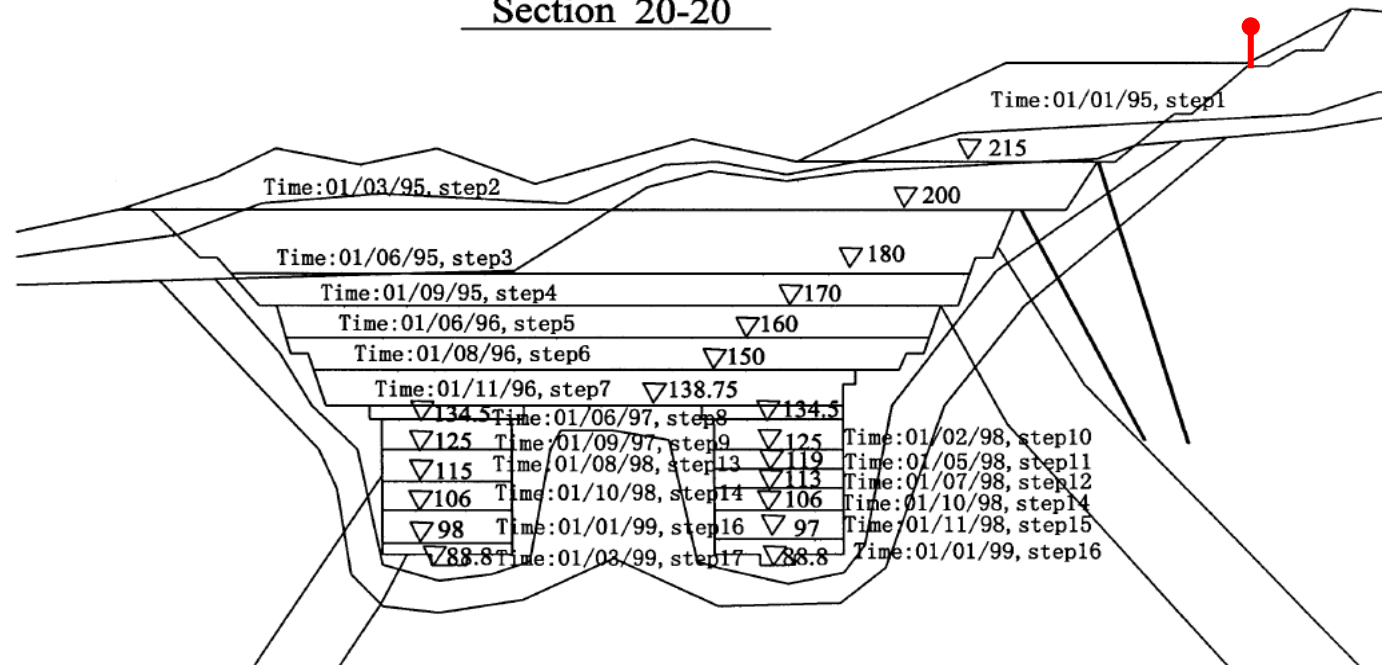 Section 20-20
Time:01/01/95, step1
215
Time:01/03/95, step2
200
Time:01/06/95, step3
180
Time:01/09/95, step4
170
Time:01/06/96, step5
160
Time:01/08/96, step6
150
Time:01/11/96, step7
138.75
134.5
Time:01/06/97, step8
134.5
125
Time:01/09/97, step9
125
Time:01/02/98, step10
Time:01/08/98, step13
119
Time:01/05/98, step11
115
113
Time:01/07/98, step12
106
Time:01/10/98, step14
106
Time:01/10/98, step14
98
Time:01/01/99, step16
97
Time:01/11/98, step15
88.8
Time:01/03/99, step17
88.8
Time:01/01/99, step16